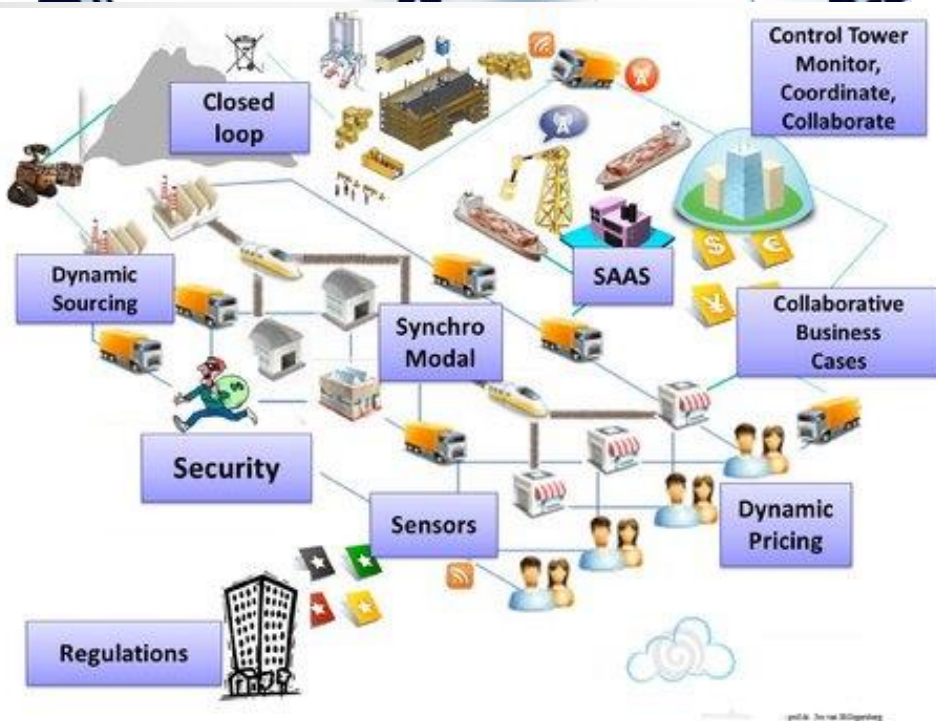 Closed
loop
Control Tower
Monitor,
Coordinate,
Collaborate
Dynamic
Sourcing
SAAS
$
€
¥
Synchro
Modal
Collaborative
Business
Cases
$
Security
Sensors
Dynamic
Pricing
Regulations